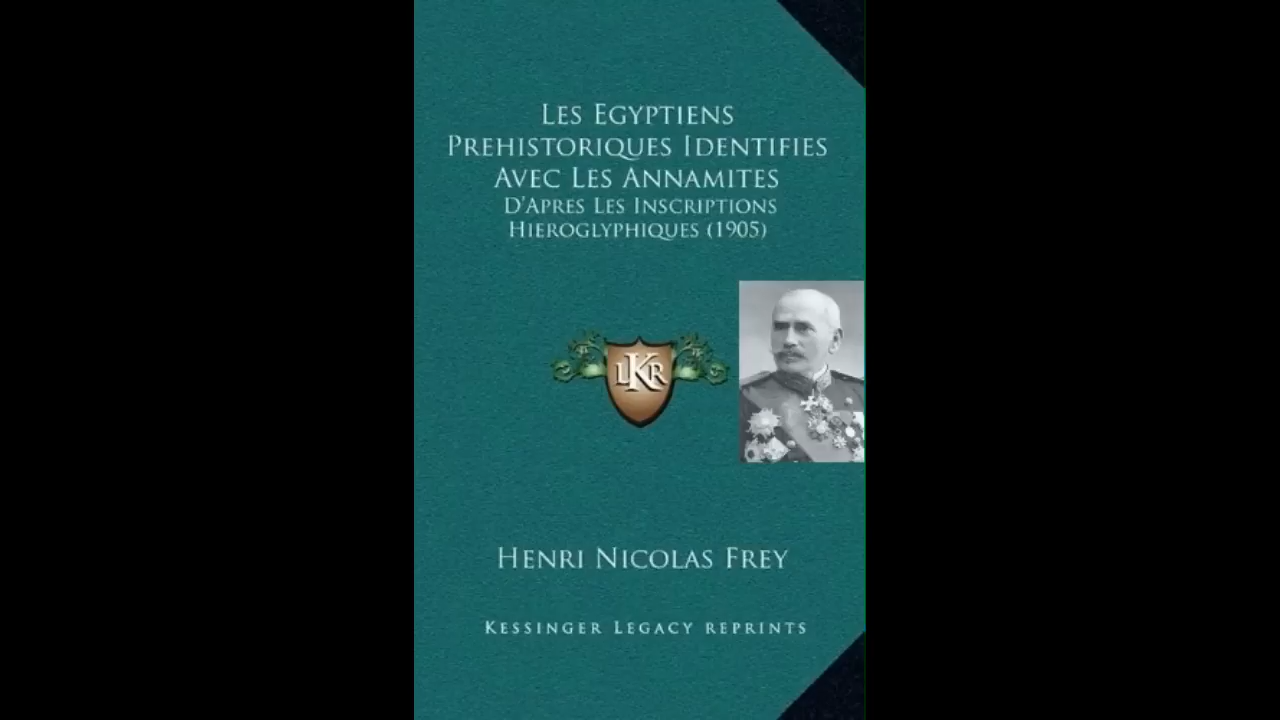 LES EGYPTIENS
PREHISTORIQUES IDENTIFIES
AVEC LES ANNAMITES
D'APRES LES INSCRIPTIONS
HIEROGLYPHIQUES (1905)
LKR
HENRI NICOLAS FREY
KESSINGER LEGACY REPRINTS